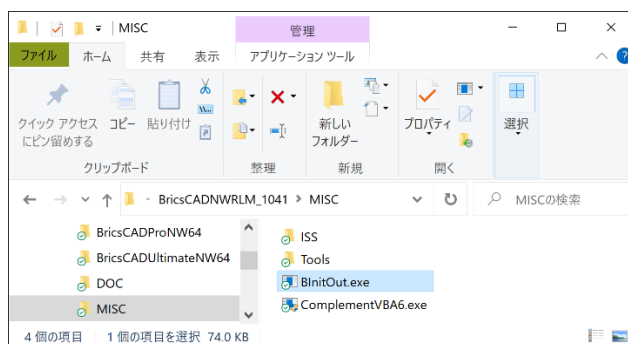 MISC
管理
ファイル
ホーム
共有
表示
アプリケーション ツール
クイック アクセス
にピン留めする
コピー
貼り付け
新しい
フォルダー
プロパティ
選択
クリップボード
整理
新規
開く
BricsCADNWRLM_1041 > MISC
MISCの検索
BricsCADProNW64
BricsCADUltimateNW64
DOC
MISC
ISS
Tools
BInitOut.exe
ComplementVBA6.exe
4 個の項目
1 個の項目を選択 74.0 KB